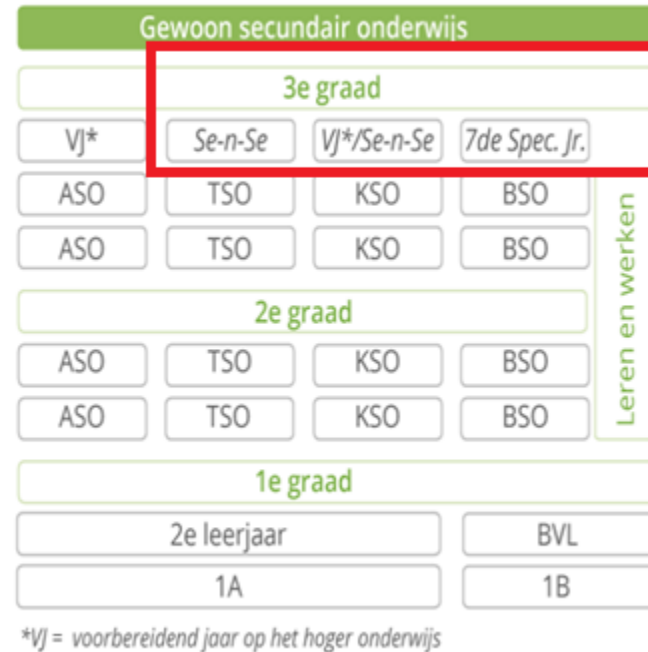 Gewoon secundair onderwijs
3e graad
VJ* Se-n-Se VJ*/Se-n-Se 7de Spec. Jr.
ASO TSO KSO BSO
ASO TSO KSO BSO
Leren en werken
2e graad
ASO TSO KSO BSO
ASO TSO KSO BSO
1e graad
2e leerjaar BVL
1A 1B
*VJ = voorbereidend jaar op het hoger onderwijs